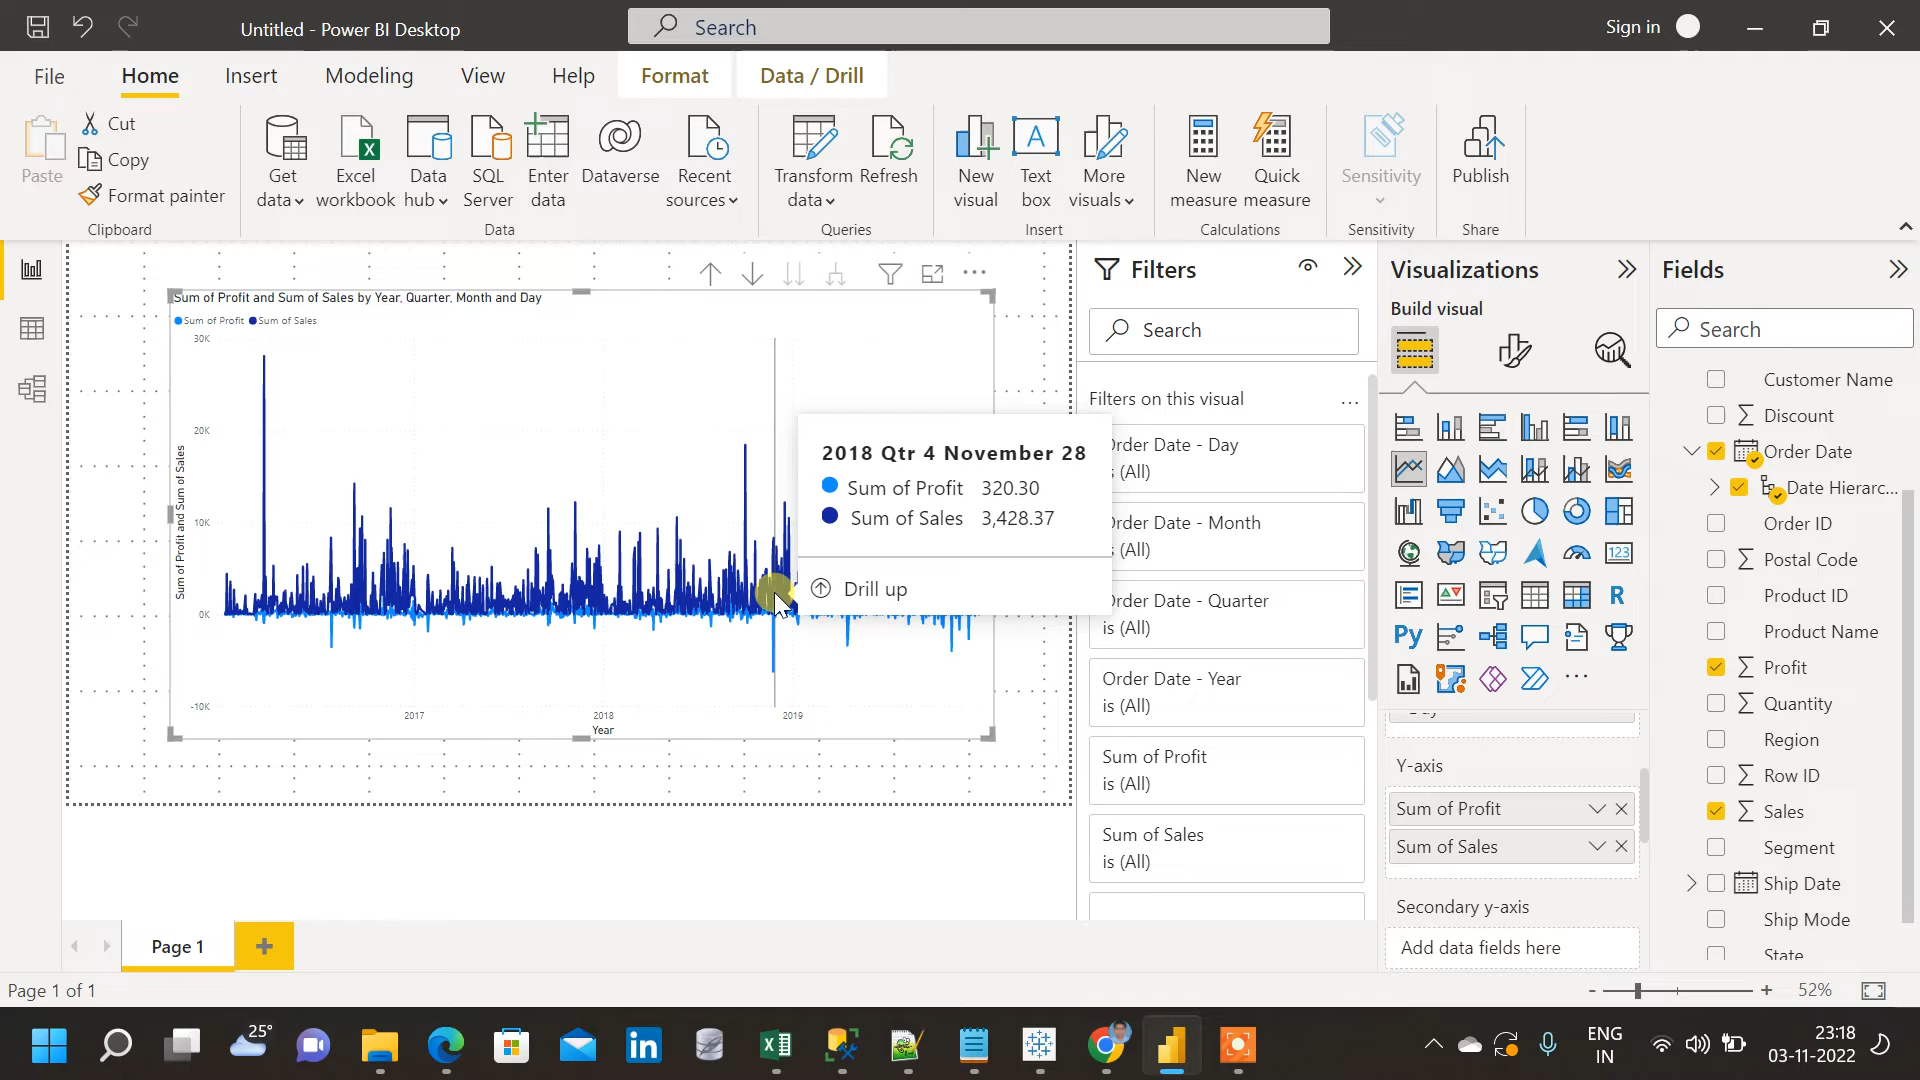 Untitled - Power BI Desktop
Search
Sign in
File
Home
Insert
Modeling
View
Help
Format
Data / Drill
Paste
Cut
Copy
Format painter
Clipboard
Get data
Excel workbook
Data hub
SQL Server
Enter data
Dataverse
Recent sources
Data
Transform data
Refresh
Queries
New visual
Text box
More visuals
Insert
New measure
Quick measure
Calculations
Sensitivity
Sensitivity
Publish
Share
Sum of Profit and Sum of Sales by Year, Quarter, Month and Day
Sum of Profit
Sum of Sales
30K
20K
10K
0K
-10K
Sum of Profit and Sum of Sales
2017
2018
2019
Year
2018 Qtr 4 November 28
Sum of Profit 320.30
Sum of Sales 3,428.37
Drill up
Filters
Search
Filters on this visual
Order Date - Day
is (All)
Order Date - Month
is (All)
Order Date - Quarter
is (All)
Order Date - Year
is (All)
Sum of Profit
is (All)
Sum of Sales
is (All)
Visualizations
Build visual
123
R
Py
Y-axis
Sum of Profit
Sum of Sales
Secondary y-axis
Add data fields here
Fields
Search
Customer Name
Discount
Order Date
Date Hierarc...
Order ID
Postal Code
Product ID
Product Name
Profit
Quantity
Region
Row ID
Sales
Segment
Ship Date
Ship Mode
State
Page 1
Page 1 of 1
52%
25°
ENG
IN
23:18
03-11-2022